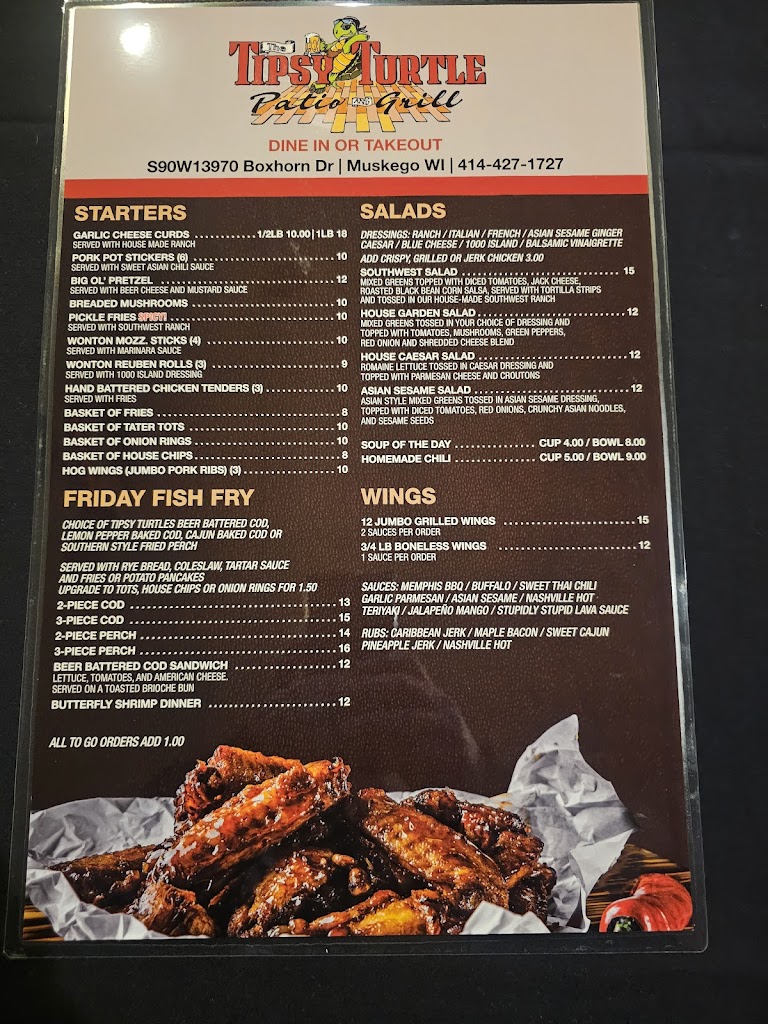 The
TIPSY TURTLE
Patio AND Grill
DINE IN OR TAKEOUT
S90W13970 Boxhorn Dr | Muskego WI | 414-427-1727
STARTERS
GARLIC CHEESE CURDS ............1/2LB 10.00 | 1LB 18
SERVED WITH HOUSE MADE RANCH
PORK POT STICKERS (6) ............ 10
SERVED WITH SWEET ASIAN CHILI SAUCE
BIG OL' PRETZEL ............ 12
SERVED WITH BEER CHEESE AND MUSTARD SAUCE
BREADED MUSHROOMS ............ 10
PICKLE FRIES SPICY! ............ 10
SERVED WITH SOUTHWEST RANCH
WONTON MOZZ. STICKS (4) ............ 10
SERVED WITH MARINARA SAUCE
WONTON REUBEN ROLLS (3) ............ 9
SERVED WITH 1000 ISLAND DRESSING
HAND BATTERED CHICKEN TENDERS (3) ............ 10
SERVED WITH FRIES
BASKET OF FRIES ............ 8
BASKET OF TATER TOTS ............ 10
BASKET OF ONION RINGS ............ 10
BASKET OF HOUSE CHIPS ............ 8
HOG WINGS (JUMBO PORK RIBS) (3) ............ 10
FRIDAY FISH FRY
CHOICE OF TIPSY TURTLES BEER BATTERED COD,
LEMON PEPPER BAKED COD, CAJUN BAKED COD OR
SOUTHERN STYLE FRIED PERCH
SERVED WITH RYE BREAD, COLESLAW, TARTAR SAUCE
AND FRIES OR POTATO PANCAKES
UPGRADE TO TOTS, HOUSE CHIPS OR ONION RINGS FOR 1.50
2-PIECE COD ............ 13
3-PIECE COD ............ 15
2-PIECE PERCH ............ 14
3-PIECE PERCH ............ 16
BEER BATTERED COD SANDWICH ............ 12
LETTUCE, TOMATOES, AND AMERICAN CHEESE.
SERVED ON A TOASTED BRIOCHE BUN
BUTTERFLY SHRIMP DINNER ............ 12
ALL TO GO ORDERS ADD 1.00
SALADS
DRESSINGS: RANCH / ITALIAN / FRENCH / ASIAN SESAME GINGER
CAESAR / BLUE CHEESE / 1000 ISLAND / BALSAMIC VINAIGRETTE
ADD CRISPY, GRILLED OR JERK CHICKEN 3.00
SOUTHWEST SALAD ............ 15
MIXED GREENS TOPPED WITH DICED TOMATOES, JACK CHEESE,
ROASTED BLACK BEAN CORN SALSA, SERVED WITH TORTILLA STRIPS
AND TOSSED IN OUR HOUSE-MADE SOUTHWEST RANCH
HOUSE GARDEN SALAD ............ 12
MIXED GREENS TOSSED IN YOUR CHOICE OF DRESSING AND
TOPPED WITH TOMATOES, MUSHROOMS, GREEN PEPPERS,
RED ONION AND SHREDDED CHEESE BLEND
HOUSE CAESAR SALAD ............ 12
ROMAINE LETTUCE TOSSED IN CAESAR DRESSING AND
TOPPED WITH PARMESAN CHEESE AND CROUTONS
ASIAN SESAME SALAD ............ 12
ASIAN STYLE MIXED GREENS TOSSED IN ASIAN SESAME DRESSING,
TOPPED WITH DICED TOMATOES, RED ONIONS, CRUNCHY ASIAN NOODLES,
AND SESAME SEEDS
SOUP OF THE DAY ............ CUP 4.00 / BOWL 8.00
HOMEMADE CHILI ............ CUP 5.00 / BOWL 9.00
WINGS
12 JUMBO GRILLED WINGS ............ 15
2 SAUCES PER ORDER
3/4 LB BONELESS WINGS ............ 12
1 SAUCE PER ORDER
SAUCES: MEMPHIS BBQ / BUFFALO / SWEET THAI CHILI
GARLIC PARMESAN / ASIAN SESAME / NASHVILLE HOT
TERIYAKI / JALAPEÑO MANGO / STUPIDLY STUPID LAVA SAUCE
RUBS: CARIBBEAN JERK / MAPLE BACON / SWEET CAJUN
PINEAPPLE JERK / NASHVILLE HOT